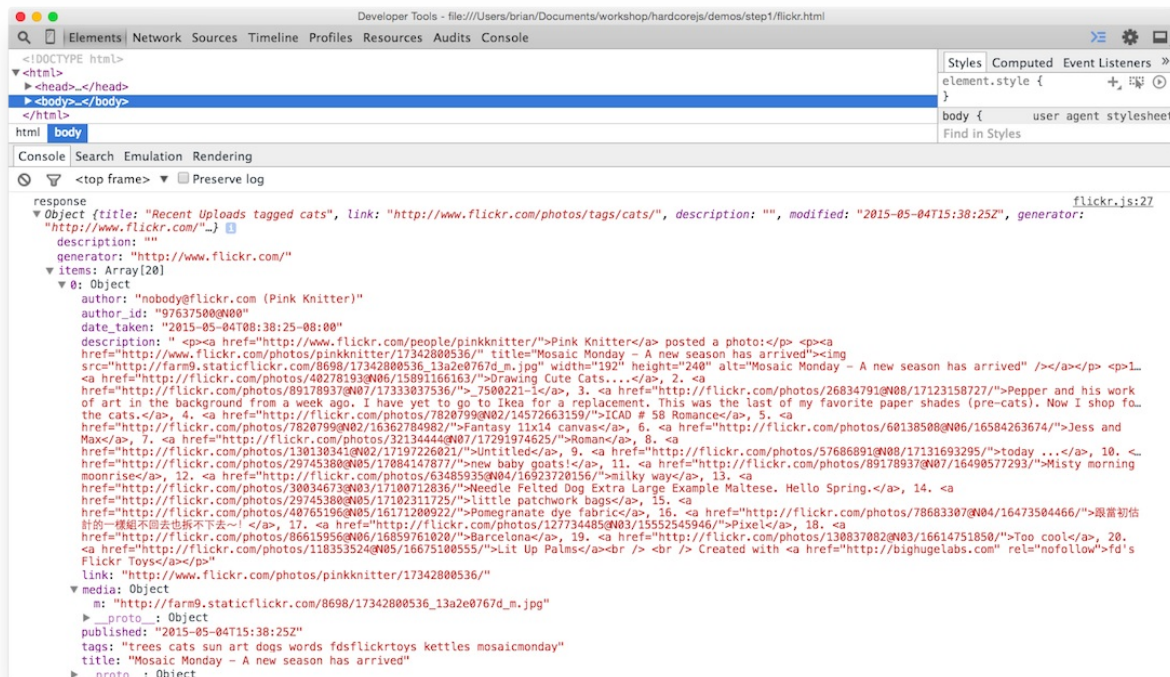 Developer Tools - file:///Users/brian/Documents/workshop/hardcorejs/demos/step1/flickr.html
Elements Network Sources Timeline Profiles Resources Audits Console
<!DOCTYPE html>
▼<html>
▶<head>…</head>
▶<body>…</body>
</html>
html body
Styles Computed Event Listeners »
element.style {
}
body { user agent stylesheet
Find in Styles
Console Search Emulation Rendering
<top frame> ▼ Preserve log
response flickr.js:27
▼ Object {title: "Recent Uploads tagged cats", link: "http://www.flickr.com/photos/tags/cats/", description: "", modified: "2015-05-04T15:38:25Z", generator:
"http://www.flickr.com/"…} i
description: ""
generator: "http://www.flickr.com/"
▼ items: Array[20]
▼ 0: Object
author: "nobody@flickr.com (Pink Knitter)"
author_id: "97637500@N00"
date_taken: "2015-05-04T08:38:25-08:00"
description: " <p><a href="http://www.flickr.com/people/pinkknitter/">Pink Knitter</a> posted a photo:</p> <p><a
href="http://www.flickr.com/photos/pinkknitter/17342800536/" title="Mosaic Monday - A new season has arrived"><img
src="http://farm9.staticflickr.com/8698/17342800536_13a2e0767d_m.jpg" width="192" height="240" alt="Mosaic Monday - A new season has arrived" /></a></p> <p>1…
<a href="http://flickr.com/photos/40278193@N06/15891166163/">Drawing Cute Cats....</a>, 2. <a
href="http://flickr.com/photos/89178937@N07/17333037536/">_7500221-1</a>, 3. <a href="http://flickr.com/photos/26834791@N08/17123158727/">Pepper and his work
of art in the background from a week ago. I have yet to go to Ikea for a replacement. This was the last of my favorite paper shades (pre-cats). Now I shop fo…
the cats.</a>, 4. <a href="http://flickr.com/photos/7820799@N02/14572663159/">ICAD # 58 Romance</a>, 5. <a
href="http://flickr.com/photos/7820799@N02/16362784982/">Fantasy 11x14 canvas</a>, 6. <a href="http://flickr.com/photos/60138508@N06/16584263674/">Jess and
Max</a>, 7. <a href="http://flickr.com/photos/32134444@N07/17291974625/">Roman</a>, 8. <a
href="http://flickr.com/photos/130130341@N02/17197226021/">Untitled</a>, 9. <a href="http://flickr.com/photos/57686891@N08/17131693295/">today ...</a>, 10. <…
href="http://flickr.com/photos/29745380@N05/17084147877/">new baby goats!</a>, 11. <a href="http://flickr.com/photos/89178937@N07/16490577293/">Misty morning
moonrise</a>, 12. <a href="http://flickr.com/photos/63485935@N04/16923720156/">milky way</a>, 13. <a
href="http://flickr.com/photos/30034673@N03/17100712836/">Needle Felted Dog Extra Large Example Maltese. Hello Spring.</a>, 14. <a
href="http://flickr.com/photos/29745380@N05/17102311725/">little patchwork bags</a>, 15. <a
href="http://flickr.com/photos/40765196@N05/16171200922/">Pomegranate dye fabric</a>, 16. <a href="http://flickr.com/photos/78683307@N04/16473504466/">跟當初估
計的一樣組不回去也拆不下去～! </a>, 17. <a href="http://flickr.com/photos/127734485@N03/15552545946/">Pixel</a>, 18. <a
href="http://flickr.com/photos/86615956@N06/16859761020/">Barcelona</a>, 19. <a href="http://flickr.com/photos/130837082@N03/16614751850/">Too cool</a>, 20.
<a href="http://flickr.com/photos/118353524@N05/16675100555/">Lit Up Palms</a><br /> <br /> Created with <a href="http://bighugelabs.com" rel="nofollow">fd's
Flickr Toys</a></p>"
link: "http://www.flickr.com/photos/pinkknitter/17342800536/"
▼ media: Object
m: "http://farm9.staticflickr.com/8698/17342800536_13a2e0767d_m.jpg"
▶ __proto__: Object
published: "2015-05-04T15:38:25Z"
tags: "trees cats sun art dogs words fdsflickrtoys kettles mosaicmonday"
title: "Mosaic Monday - A new season has arrived"
▶ __proto__: Object